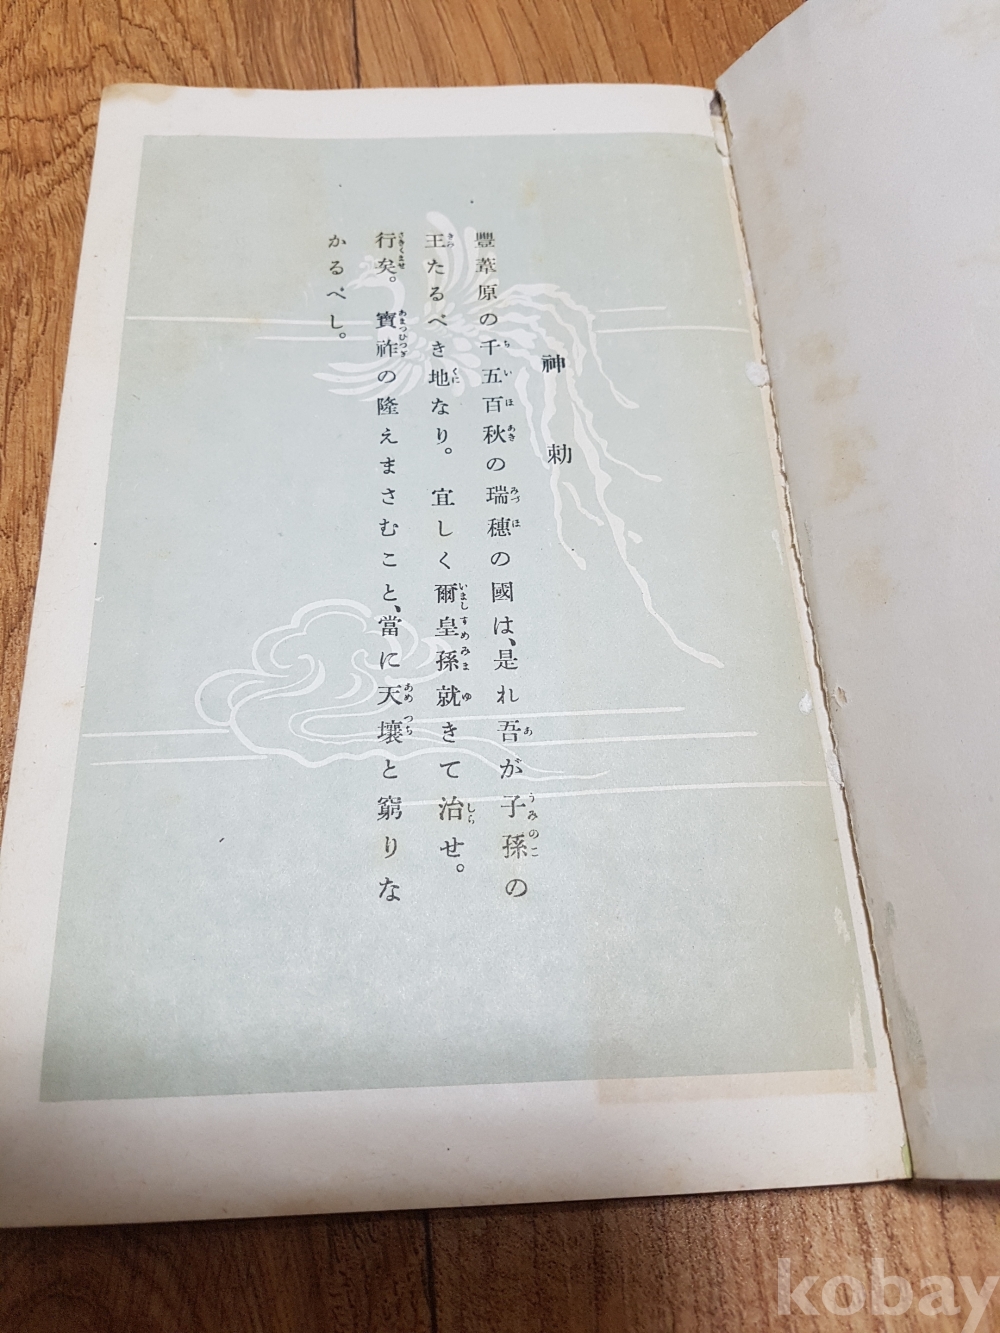 神勅
豐葦原の千五百秋の瑞穗の國は、是れ吾が子孫の
王たるべき地なり。宜しく爾皇孫就きて治せ。
行矣。寳祚の隆えまさむこと、當に天壤と窮りな
かるべし。
kobay